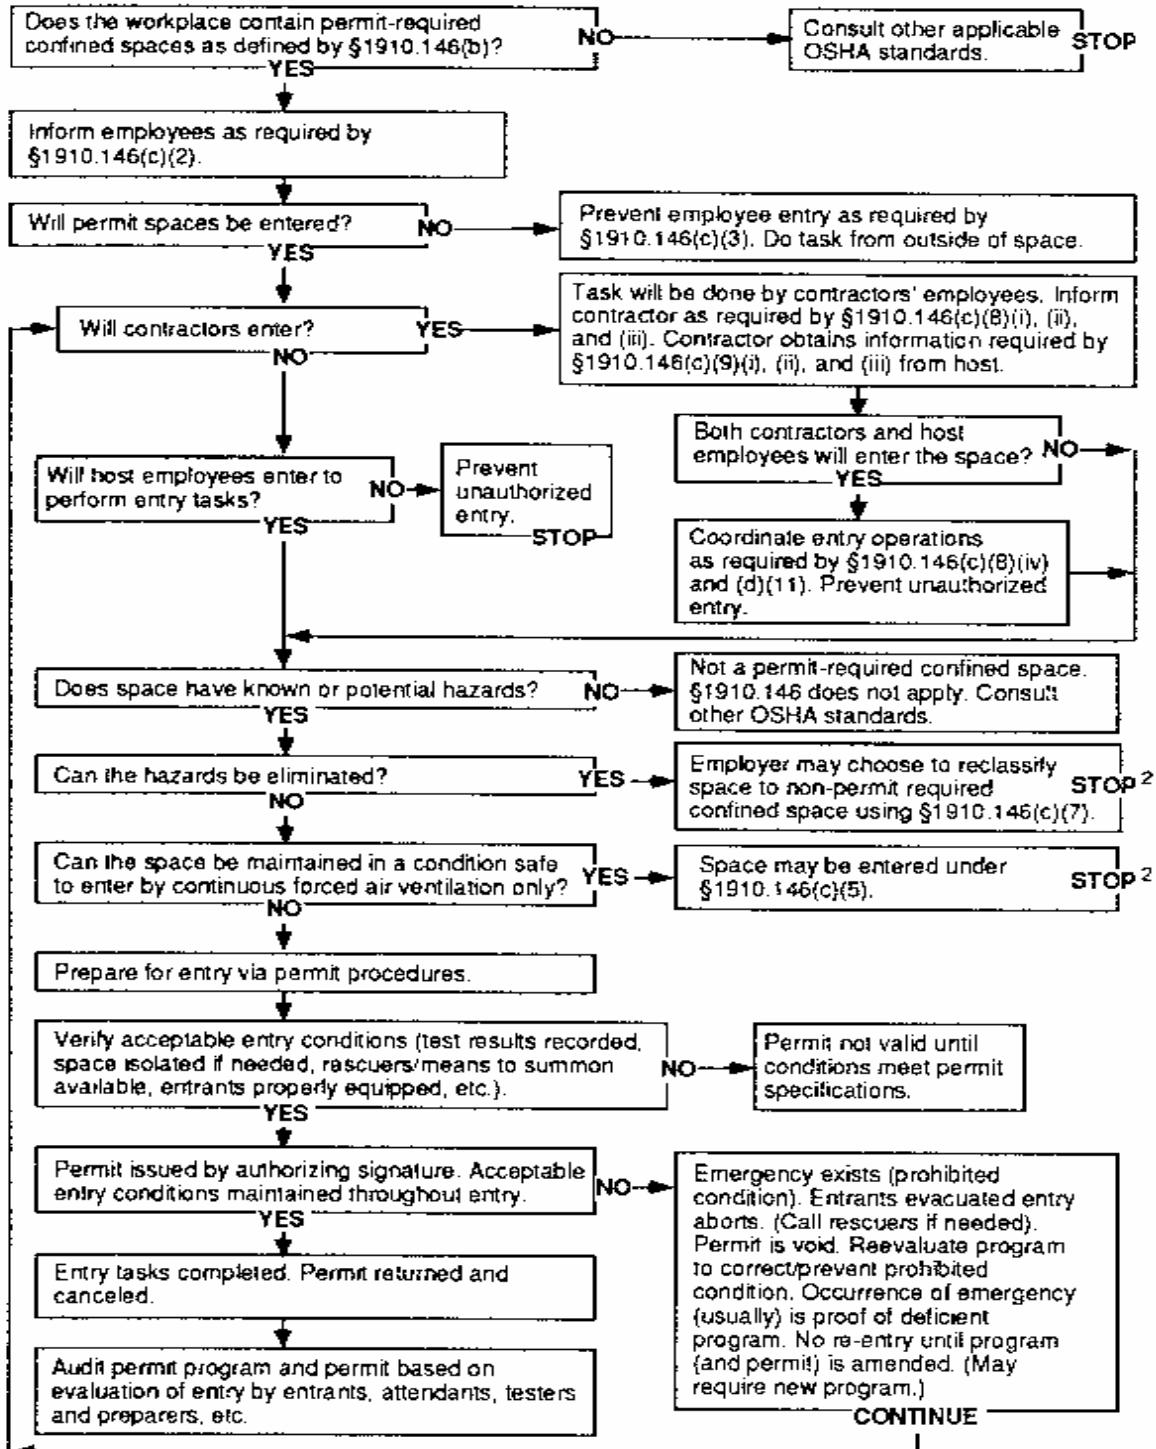 Does the workplace contain permit-required
confined spaces as defined by §1910.146(b)?
NO
Consult other applicable
OSHA standards.
STOP
YES
Inform employees as required by
§1910.146(c)(2).
Will permit spaces be entered?
NO
Prevent employee entry as required by
§1910.146(c)(3). Do task from outside of space.
YES
Will contractors enter?
YES
Task will be done by contractors' employees. Inform
contractor as required by §1910.146(c)(8)(i), (ii),
and (iii). Contractor obtains information required by
§1910.146(c)(9)(i), (ii), and (iii) from host.
NO
Both contractors and host
employees will enter the space?
NO
YES
Will host employees enter to
perform entry tasks?
NO
Prevent
unauthorized
entry.
STOP
YES
Coordinate entry operations
as required by §1910.146(c)(8)(iv)
and (d)(11). Prevent unauthorized
entry.
Does space have known or potential hazards?
NO
Not a permit-required confined space.
§1910.146 does not apply. Consult
other OSHA standards.
YES
Can the hazards be eliminated?
YES
Employer may choose to reclassify
space to non-permit required
confined space using §1910.146(c)(7).
STOP 2
NO
Can the space be maintained in a condition safe
to enter by continuous forced air ventilation only?
YES
Space may be entered under
§1910.146(c)(5).
STOP 2
NO
Prepare for entry via permit procedures.
Verify acceptable entry conditions (test results recorded,
space isolated if needed, rescuers/means to summon
available, entrants properly equipped, etc.).
NO
Permit not valid until
conditions meet permit
specifications.
YES
Permit issued by authorizing signature. Acceptable
entry conditions maintained throughout entry.
NO
Emergency exists (prohibited
condition). Entrants evacuated entry
aborts. (Call rescuers if needed).
Permit is void. Reevaluate program
to correct/prevent prohibited
condition. Occurrence of emergency
(usually) is proof of deficient
program. No re-entry until program
(and permit) is amended. (May
require new program.)
CONTINUE
YES
Entry tasks completed. Permit returned and
canceled.
Audit permit program and permit based on
evaluation of entry by entrants, attendants, testers
and preparers, etc.